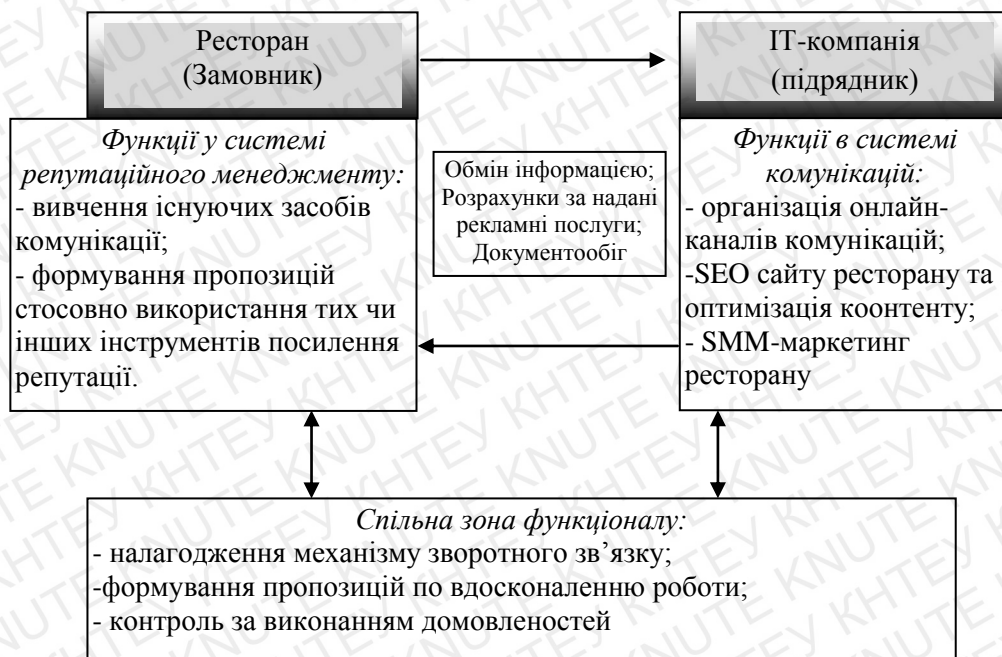 Ресторан
(Замовник)
Функції у системі
репутаційного менеджменту:
- вивчення існуючих засобів
комунікації;
- формування пропозицій
стосовно використання тих чи
інших інструментів посилення
репутації.
Обмін інформацією;
Розрахунки за надані
рекламні послуги;
Документообіг
ІТ-компанія
(підрядник)
Функції в системі
комунікацій:
- організація онлайн-
каналів комунікацій;
-SEO сайту ресторану та
оптимізація коонтенту;
- SMM-маркетинг
ресторану
Спільна зона функціоналу:
- налагодження механізму зворотного зв’язку;
-формування пропозицій по вдосконаленню роботи;
- контроль за виконанням домовленостей